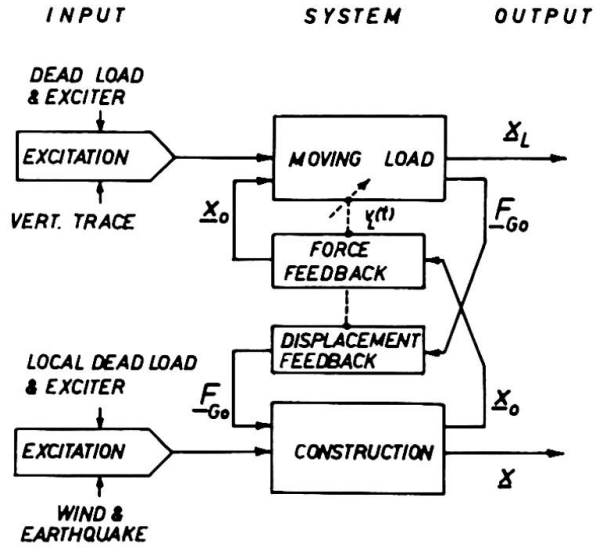 INPUT SYSTEM OUTPUT
DEAD LOAD
& EXCITER
EXCITATION
VERT. TRACE
MOVING LOAD
X_L
X_o
F_Go
FORCE
FEEDBACK
DISPLACEMENT
FEEDBACK
LOCAL DEAD LOAD
& EXCITER
F_Go
X_o
EXCITATION
CONSTRUCTION
X
WIND &
EARTHQUAKE